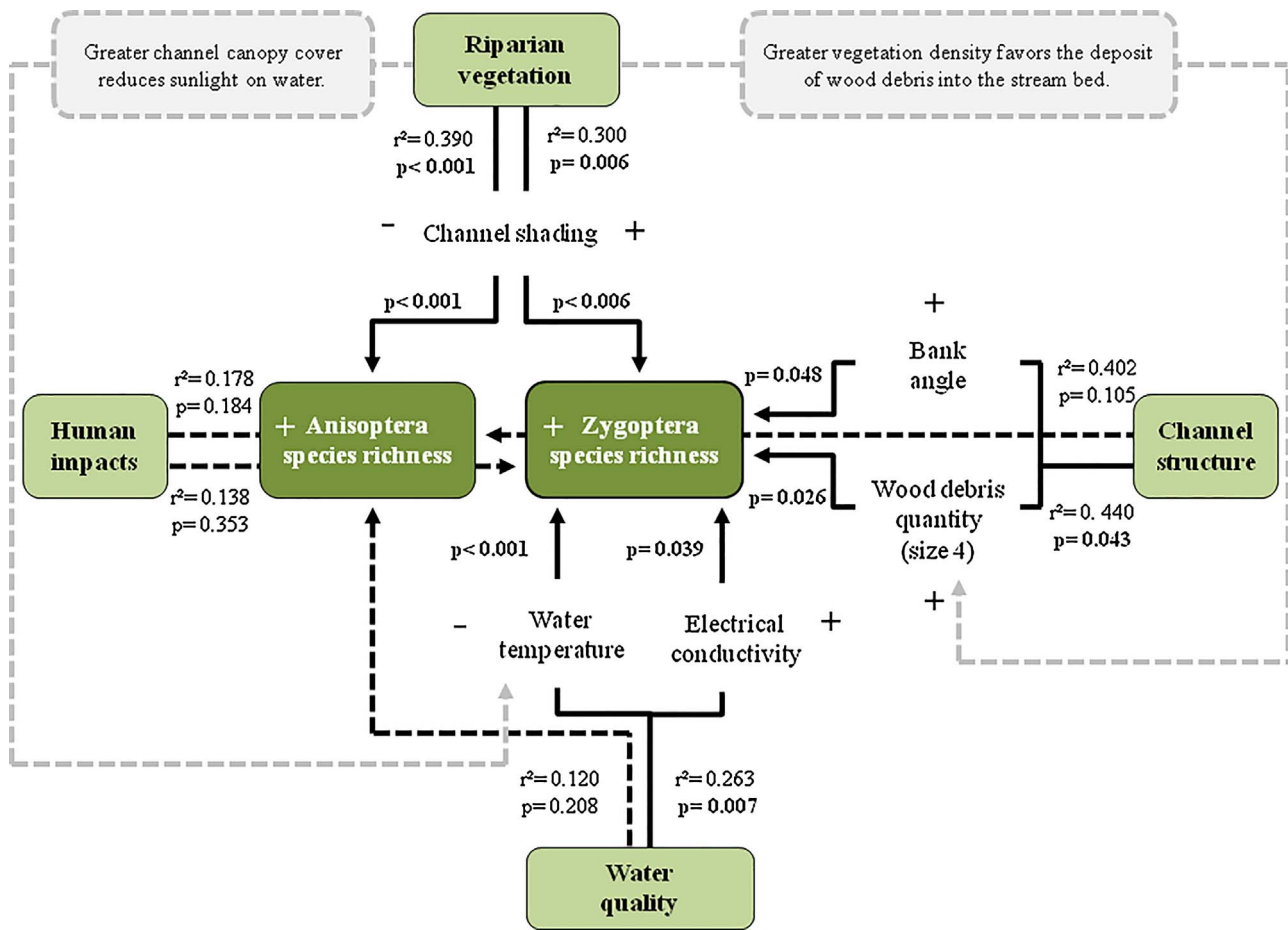 Greater channel canopy cover
reduces sunlight on water.
Riparian
vegetation
Greater vegetation density favors the deposit
of wood debris into the stream bed.
r²= 0.390
p< 0.001
r²= 0.300
p= 0.006
- Channel shading +
p< 0.001
p< 0.006
+
Bank
angle
p= 0.048
r²= 0.402
p= 0.105
r²= 0.178
p= 0.184
Human
impacts
+ Anisoptera
species richness
+ Zygoptera
species richness
Channel
structure
r²= 0.138
p= 0.353
p= 0.026
Wood debris
quantity
(size 4)
+
r²= 0. 440
p= 0.043
p< 0.001
p= 0.039
- Water
temperature
Electrical +
conductivity
r²= 0.120
p= 0.208
r²= 0.263
p= 0.007
Water
quality